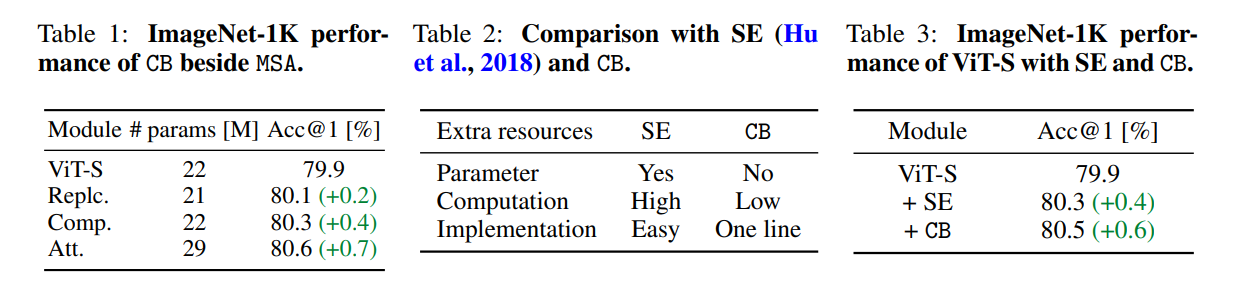 Table 1: ImageNet-1K perfor-
mance of CB beside MSA.
Module # params [M] Acc@1 [%]
ViT-S 22 79.9
Replc. 21 80.1 (+0.2)
Comp. 22 80.3 (+0.4)
Att. 29 80.6 (+0.7)
Table 2: Comparison with SE (Hu
et al., 2018) and CB.
Extra resources SE CB
Parameter Yes No
Computation High Low
Implementation Easy One line
Table 3: ImageNet-1K perfor-
mance of ViT-S with SE and CB.
Module Acc@1 [%]
ViT-S 79.9
+ SE 80.3 (+0.4)
+ CB 80.5 (+0.6)